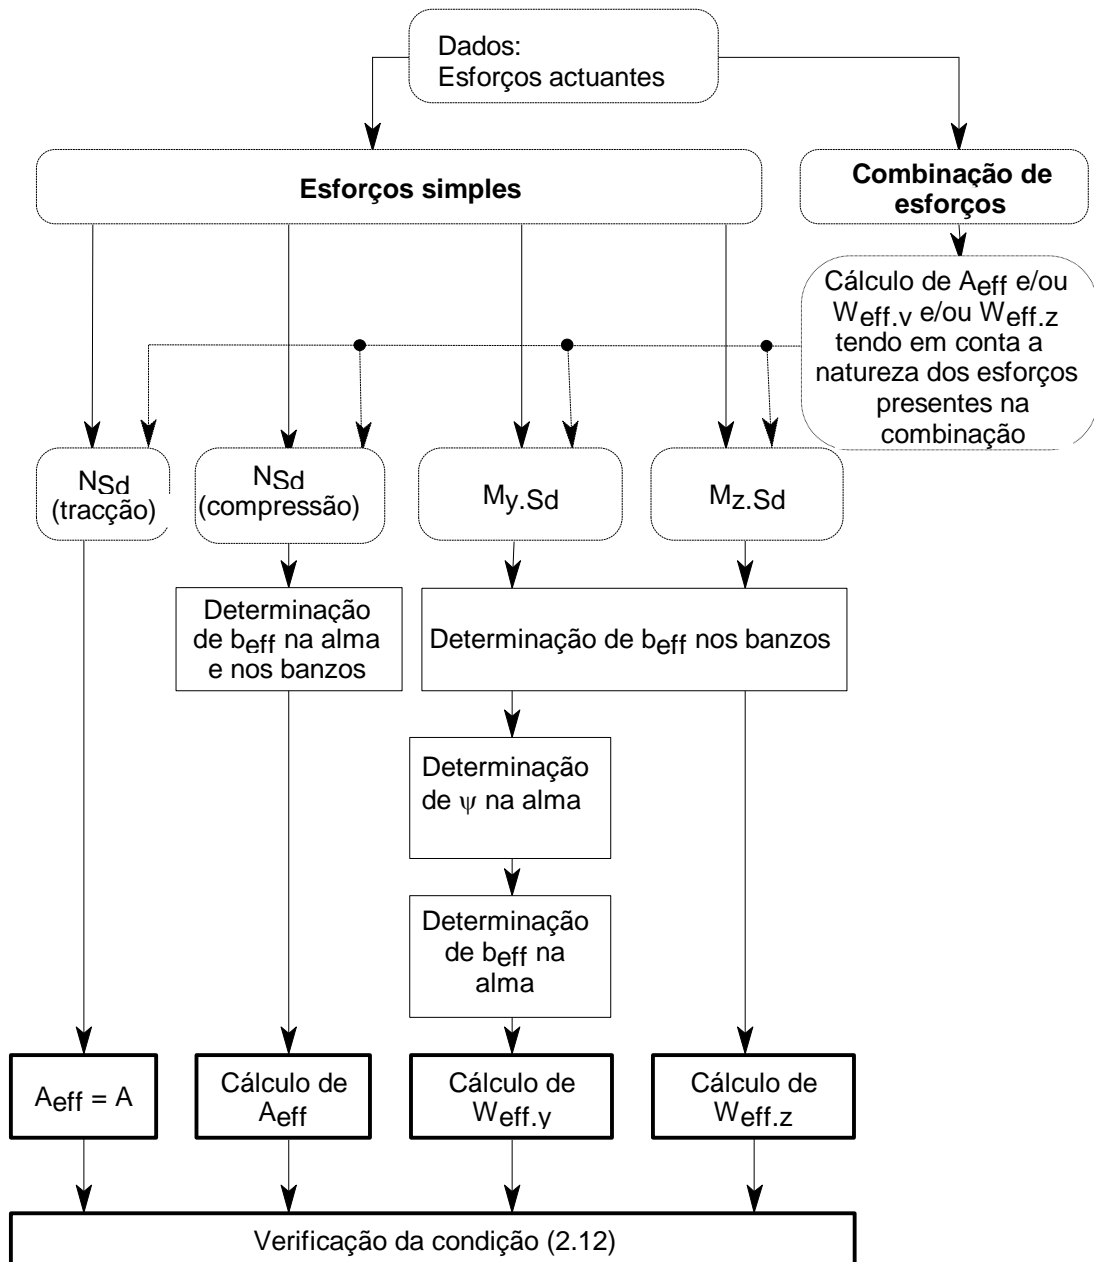 Dados:
Esforços actuantes
Esforços simples
Combinação de
esforços
Cálculo de Aeff e/ou
Weff.y e/ou Weff.z
tendo em conta a
natureza dos esforços
presentes na
combinação
NSd
(tracção)
NSd
(compressão)
My.Sd
Mz.Sd
Determinação
de beff na alma
e nos banzos
Determinação de beff nos banzos
Determinação
de ψ na alma
Determinação
de beff na
alma
Aeff = A
Cálculo de
Aeff
Cálculo de
Weff.y
Cálculo de
Weff.z
Verificação da condição (2.12)